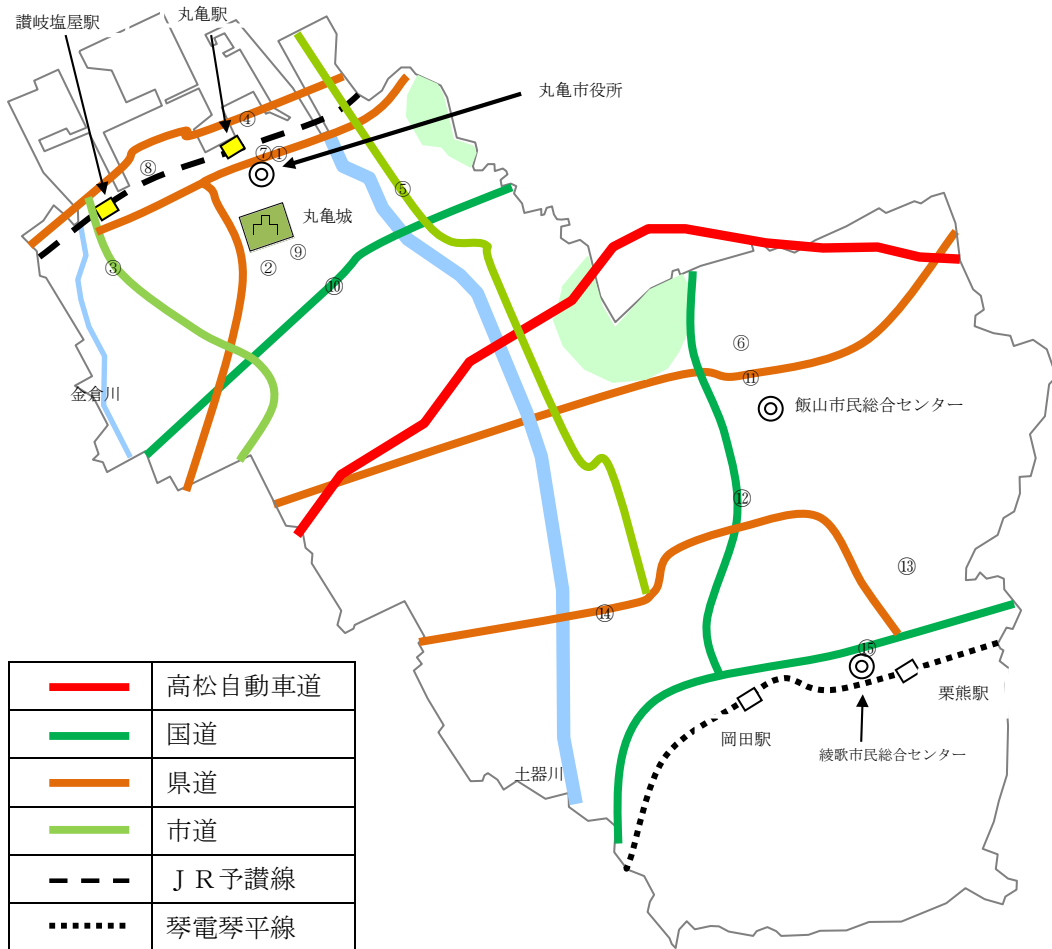 讃岐塩屋駅
丸亀駅
丸亀市役所
④
⑦①
⑧
⑤
丸亀城
⑨
③
②
⑩
⑥
⑪
金倉川
飯山市民総合センター
⑫
⑬
⑭
⑮
栗熊駅
岡田駅
綾歌市民総合センター
土器川
高松自動車道
国道
県道
市道
ＪＲ予讃線
琴電琴平線